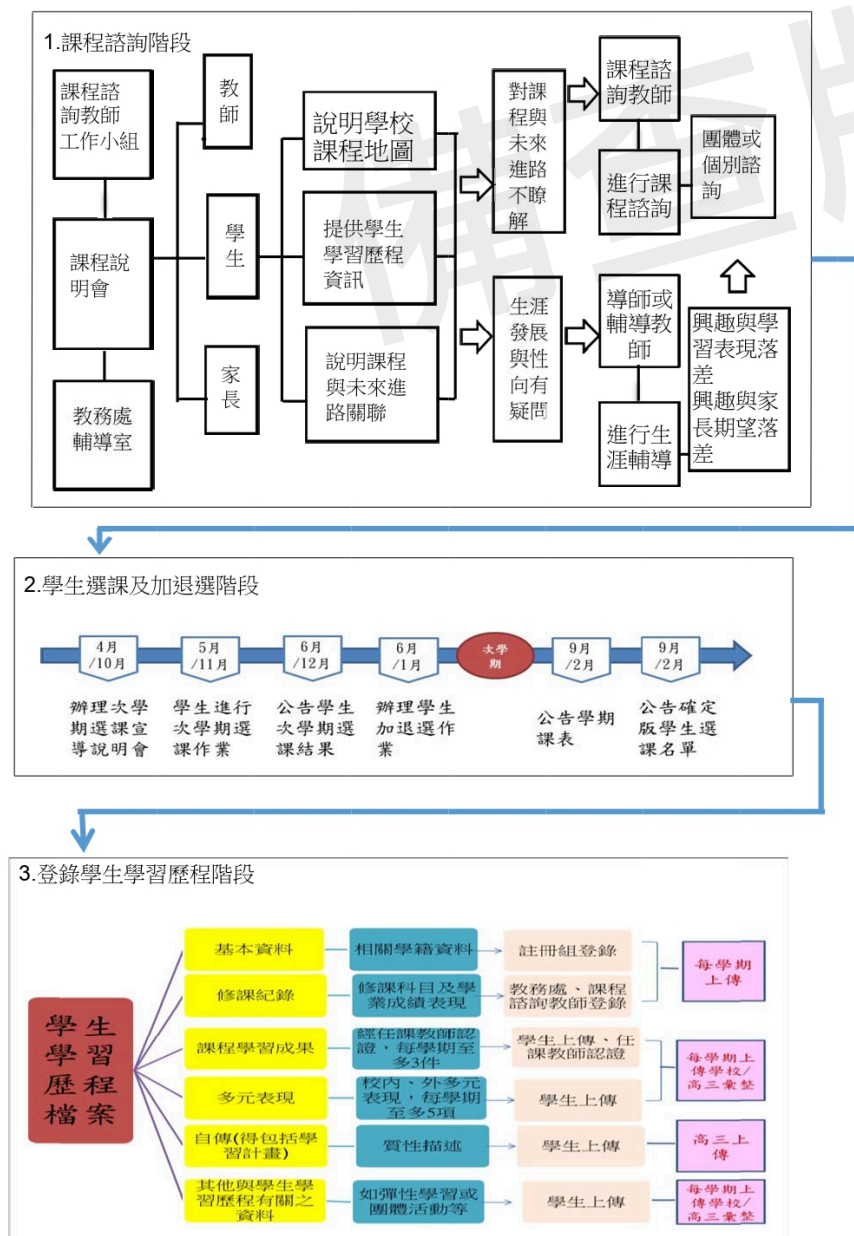 備查版
1.課程諮詢階段
課程諮
詢教師
工作小組
課程說
明會
教務處
輔導室
教
師
學
生
家
長
說明學校
課程地圖
提供學生
學習歷程
資訊
說明課程
與未來進
路關聯
對課
程與
未來
進路
不瞭
解
生涯
發展
與性
向有
疑問
課程諮
詢教師
進行課
程諮詢
團體或
個別諮
詢
導師或
輔導教
師
進行生
涯輔導
興趣與學
習表現落
差
興趣與家
長期望落
差
2.學生選課及加退選階段
4月
/10月
5月
/11月
6月
/12月
6月
/1月
次學
期
9月
/2月
9月
/2月
辦理次學
期選課宣
導說明會
學生進行
次學期選
課作業
公告學生
次學期選
課結果
辦理學生
加退選作
業
公告學期
課表
公告確定
版學生選
課名單
3.登錄學生學習歷程階段
學生
學習
歷程
檔案
基本資料
相關學籍資料
註冊組登錄
每學期
上傳
修課紀錄
修課科目及學
業成績表現
教務處、課程
諮詢教師登錄
課程學習成果
經任課教師認
證，每學期至
多3件
學生上傳、任
課教師認證
每學期上
傳學校/
高三彙整
多元表現
校內、外多元
表現，每學期
至多5項
學生上傳
自傳(得包括學
習計畫)
質性描述
學生上傳
高三上
傳
其他與學生學
習歷程有關之
資料
如彈性學習或
團體活動等
學生上傳
每學期上
傳學校/
高三彙整